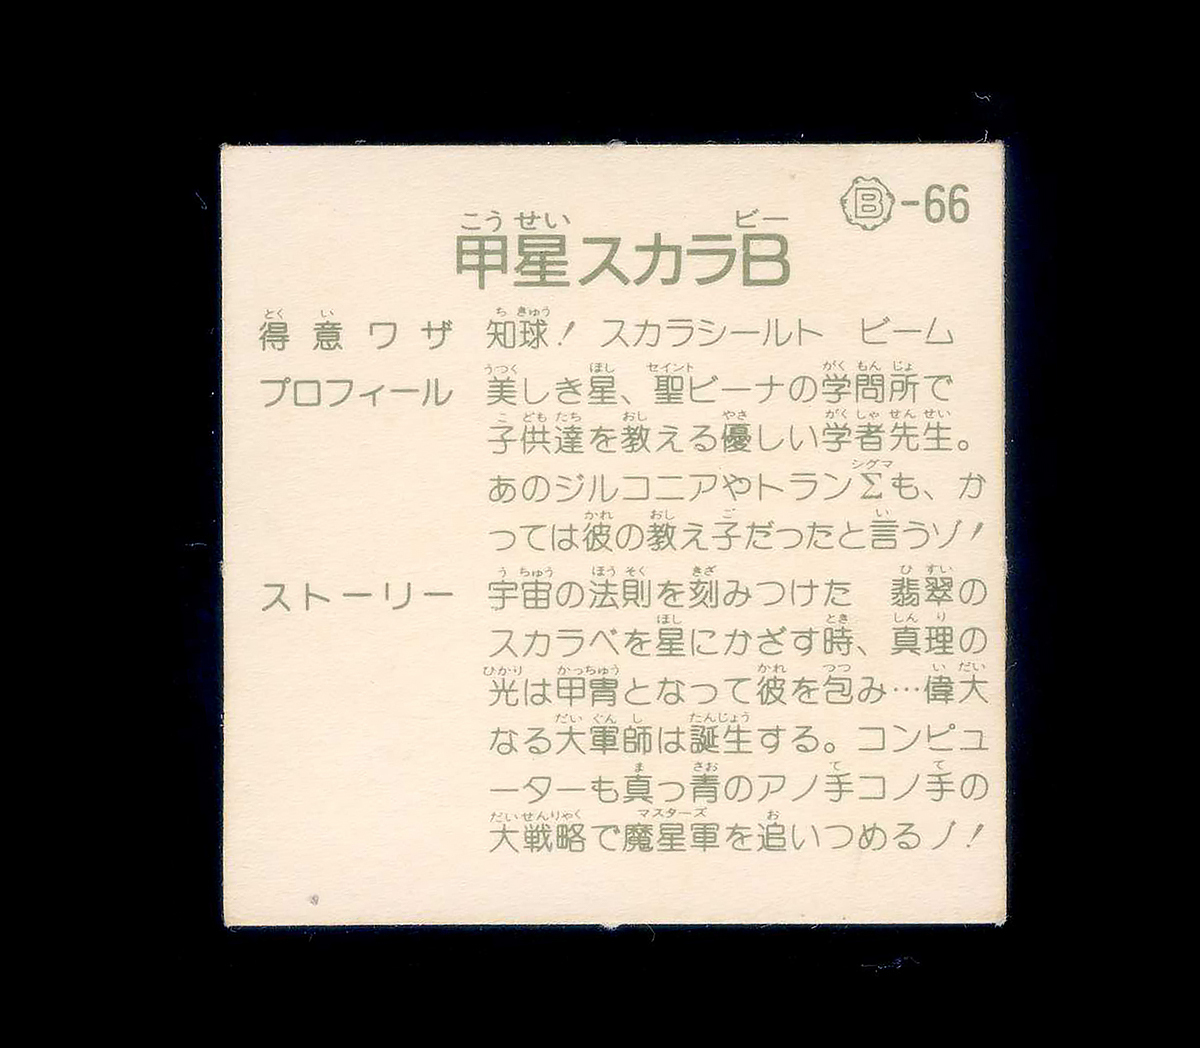 B-66
甲星スカラB
こうせい ビー
得意ワザ 知球！ スカラシールト ビーム
とくい ちきゅう
プロフィール 美しき星、聖ビーナの学問所で
うつく ほし セイント がくもんじょ
子供達を教える優しい学者先生。
こ ども たち おし やさ がくしゃせんせい
あのジルコニアやトランΣも、か
シグマ
っては彼の教え子だったと言うゾ！
かれ おし ご い
ストーリー 宇宙の法則を刻みつけた 翡翠の
うちゅう ほうそく きざ ひすい
スカラベを星にかざす時、真理の
ほし とき しんり
光は甲冑となって彼を包み…偉大
ひかり かっちゅう かれ つつ いだい
なる大軍師は誕生する。コンピュ
だいぐんし たんじょう
ーターも真っ青のアノ手コノ手の
ま さお て て
大戦略で魔星軍を追いつめるノ！
だいせんりゃく マスターズ お